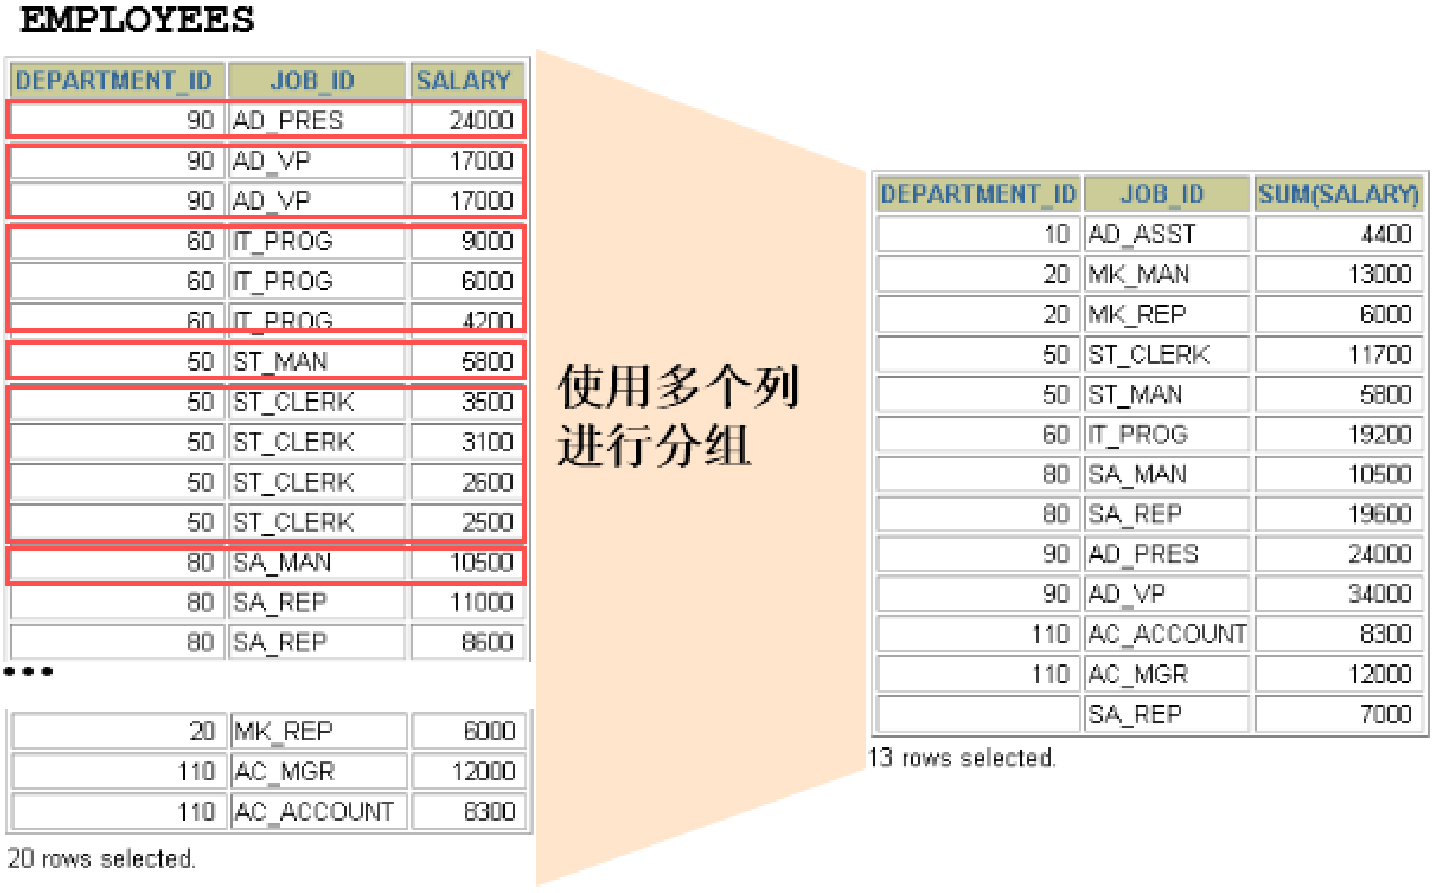 EMPLOYEES
DEPARTMENT_ID JOB_ID SALARY
90 AD_PRES 24000
90 AD_VP 17000
90 AD_VP 17000
60 IT_PROG 9000
60 IT_PROG 6000
60 IT_PROG 4200
50 ST_MAN 5800
50 ST_CLERK 3500
50 ST_CLERK 3100
50 ST_CLERK 2600
50 ST_CLERK 2500
80 SA_MAN 10500
80 SA_REP 11000
80 SA_REP 8600
•••
20 MK_REP 6000
110 AC_MGR 12000
110 AC_ACCOUNT 8300
20 rows selected.
使用多个列
进行分组
DEPARTMENT_ID JOB_ID SUM(SALARY)
10 AD_ASST 4400
20 MK_MAN 13000
20 MK_REP 6000
50 ST_CLERK 11700
50 ST_MAN 5800
60 IT_PROG 19200
80 SA_MAN 10500
80 SA_REP 19600
90 AD_PRES 24000
90 AD_VP 34000
110 AC_ACCOUNT 8300
110 AC_MGR 12000
SA_REP 7000
13 rows selected.